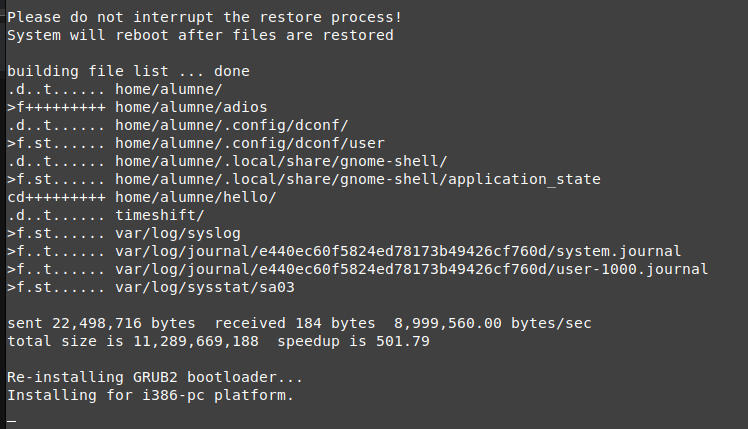 Please do not interrupt the restore process!
System will reboot after files are restored
building file list ... done
.d..t...... home/alumne/
>f+++++++++ home/alumne/adios
.d..t...... home/alumne/.config/dconf/
>f.st...... home/alumne/.config/dconf/user
.d..t...... home/alumne/.local/share/gnome-shell/
>f.st...... home/alumne/.local/share/gnome-shell/application_state
cd+++++++++ home/alumne/hello/
.d..t...... timeshift/
>f.st...... var/log/syslog
>f..t...... var/log/journal/e440ec60f5824ed78173b49426cf760d/system.journal
>f..t...... var/log/journal/e440ec60f5824ed78173b49426cf760d/user-1000.journal
>f.st...... var/log/sysstat/sa03
sent 22,498,716 bytes  received 184 bytes  8,999,560.00 bytes/sec
total size is 11,289,669,188  speedup is 501.79
Re-installing GRUB2 bootloader...
Installing for i386-pc platform.
_